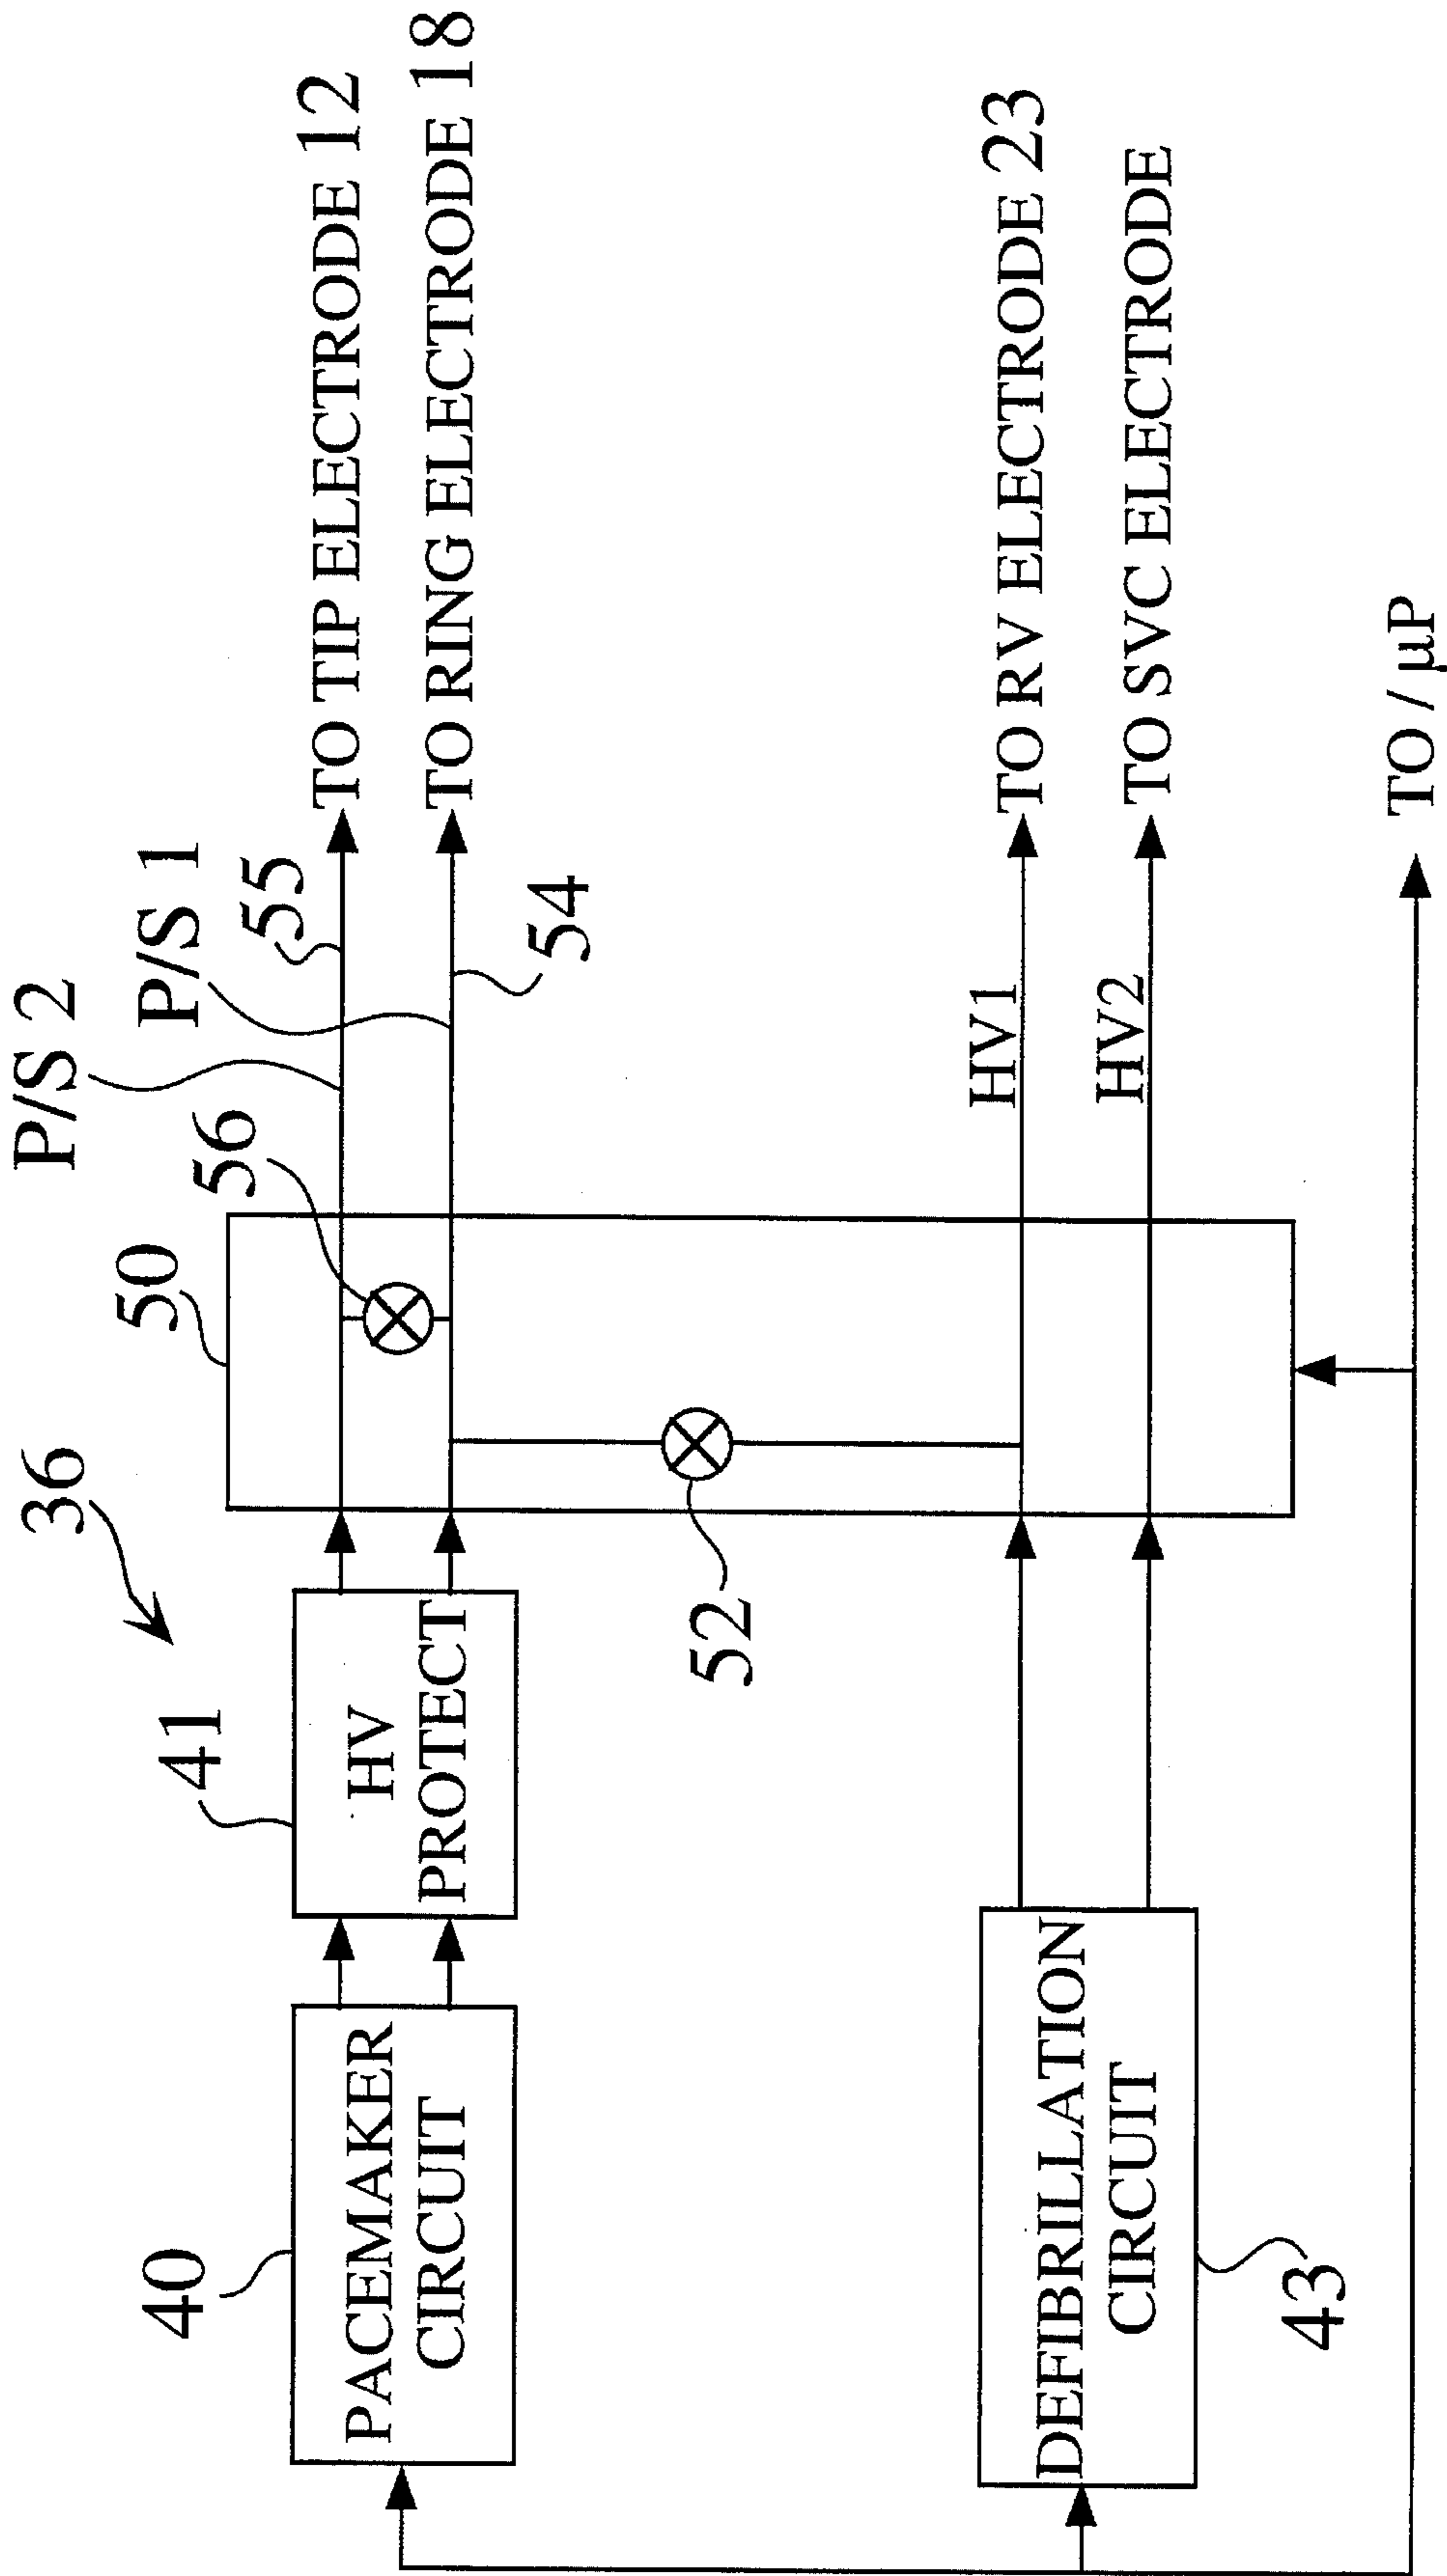 36
50
56
P/S 2
P/S 1
55
54
52
40
41
43
PACEMAKER
CIRCUIT
HV
PROTECT
TO TIP ELECTRODE 12
TO RING ELECTRODE 18
DEFIBRILLATION
CIRCUIT
HV1
HV2
TO RV ELECTRODE 23
TO SVC ELECTRODE
TO / µP